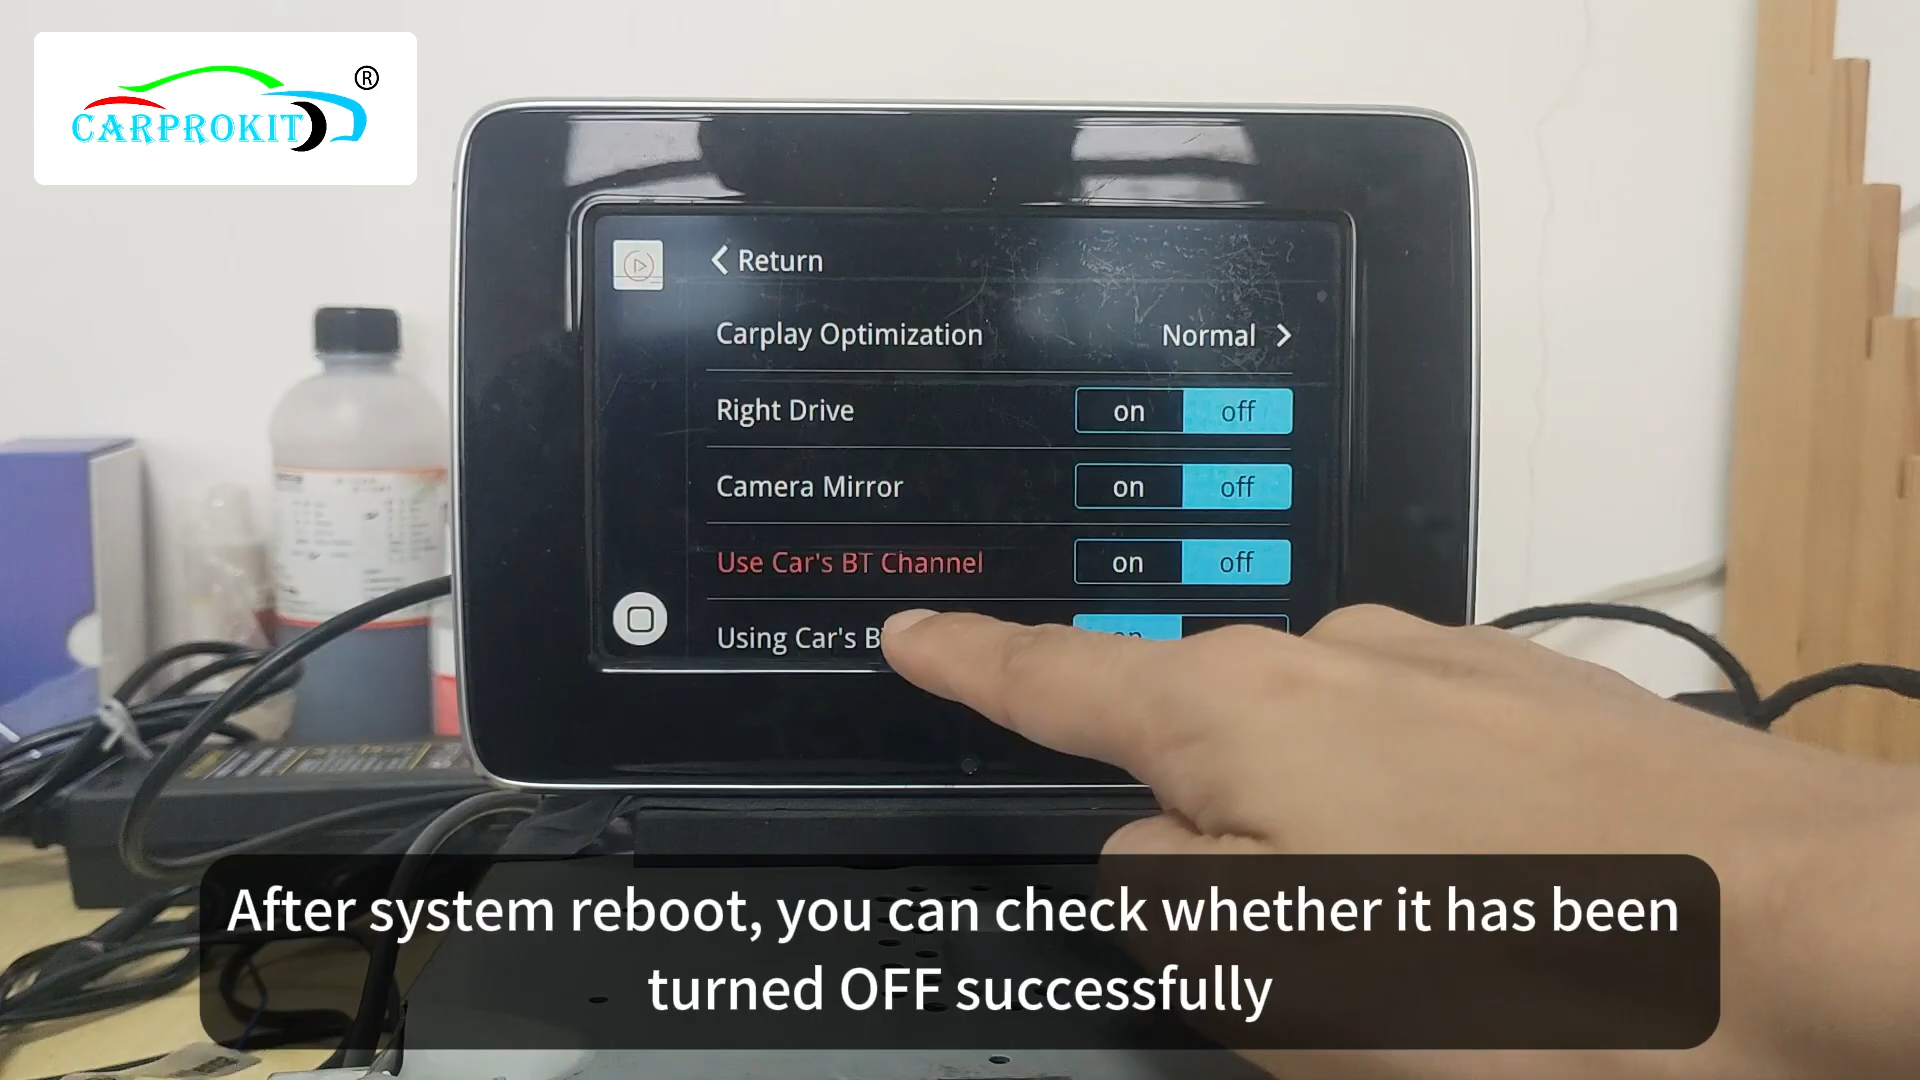 CARPROKIT
®
Return
Carplay Optimization Normal
Right Drive on off
Camera Mirror on off
Use Car's BT Channel on off
Using Car's on
After system reboot, you can check whether it has been
turned OFF successfully